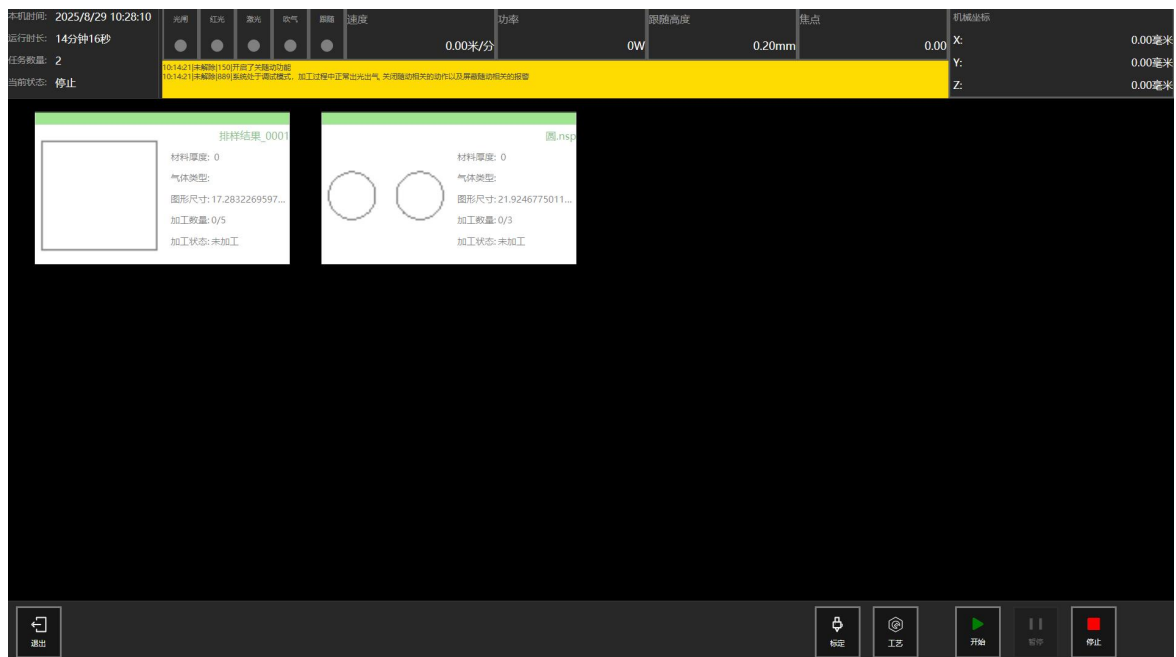 本机时间: 2025/8/29 10:28:10
运行时长: 14分钟16秒
任务数量: 2
当前状态: 停止
光闸 红光 激光 吹气 跟随
速度
0.00米/分
功率
0W
跟随高度
0.20mm
焦点
0.00
机械坐标
X: 0.00毫米
Y: 0.00毫米
Z: 0.00毫米
10:14:21|未解除|150|开启了关随动功能
10:14:21|未解除|889|系统处于调试模式，加工过程中正常出光出气, 关闭随动相关的动作以及屏蔽随动相关的报警
排样结果_0001
材料厚度: 0
气体类型:
图形尺寸: 17.2832269597...
加工数量: 0/5
加工状态: 未加工
圆.nsp
材料厚度: 0
气体类型:
图形尺寸: 21.9246775011...
加工数量: 0/3
加工状态: 未加工
退出
标定
工艺
开始
暂停
停止